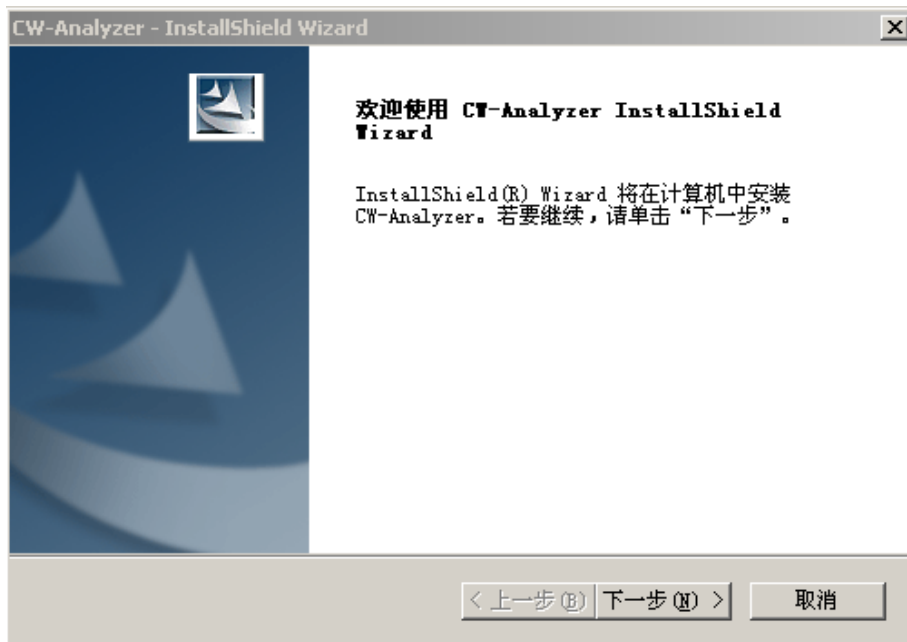 CW-Analyzer - InstallShield Wizard
欢迎使用 CW-Analyzer InstallShield
Wizard
InstallShield(R) Wizard 将在计算机中安装
CW-Analyzer。若要继续，请单击“下一步”。
< 上一步(B) 下一步(N) > 取消